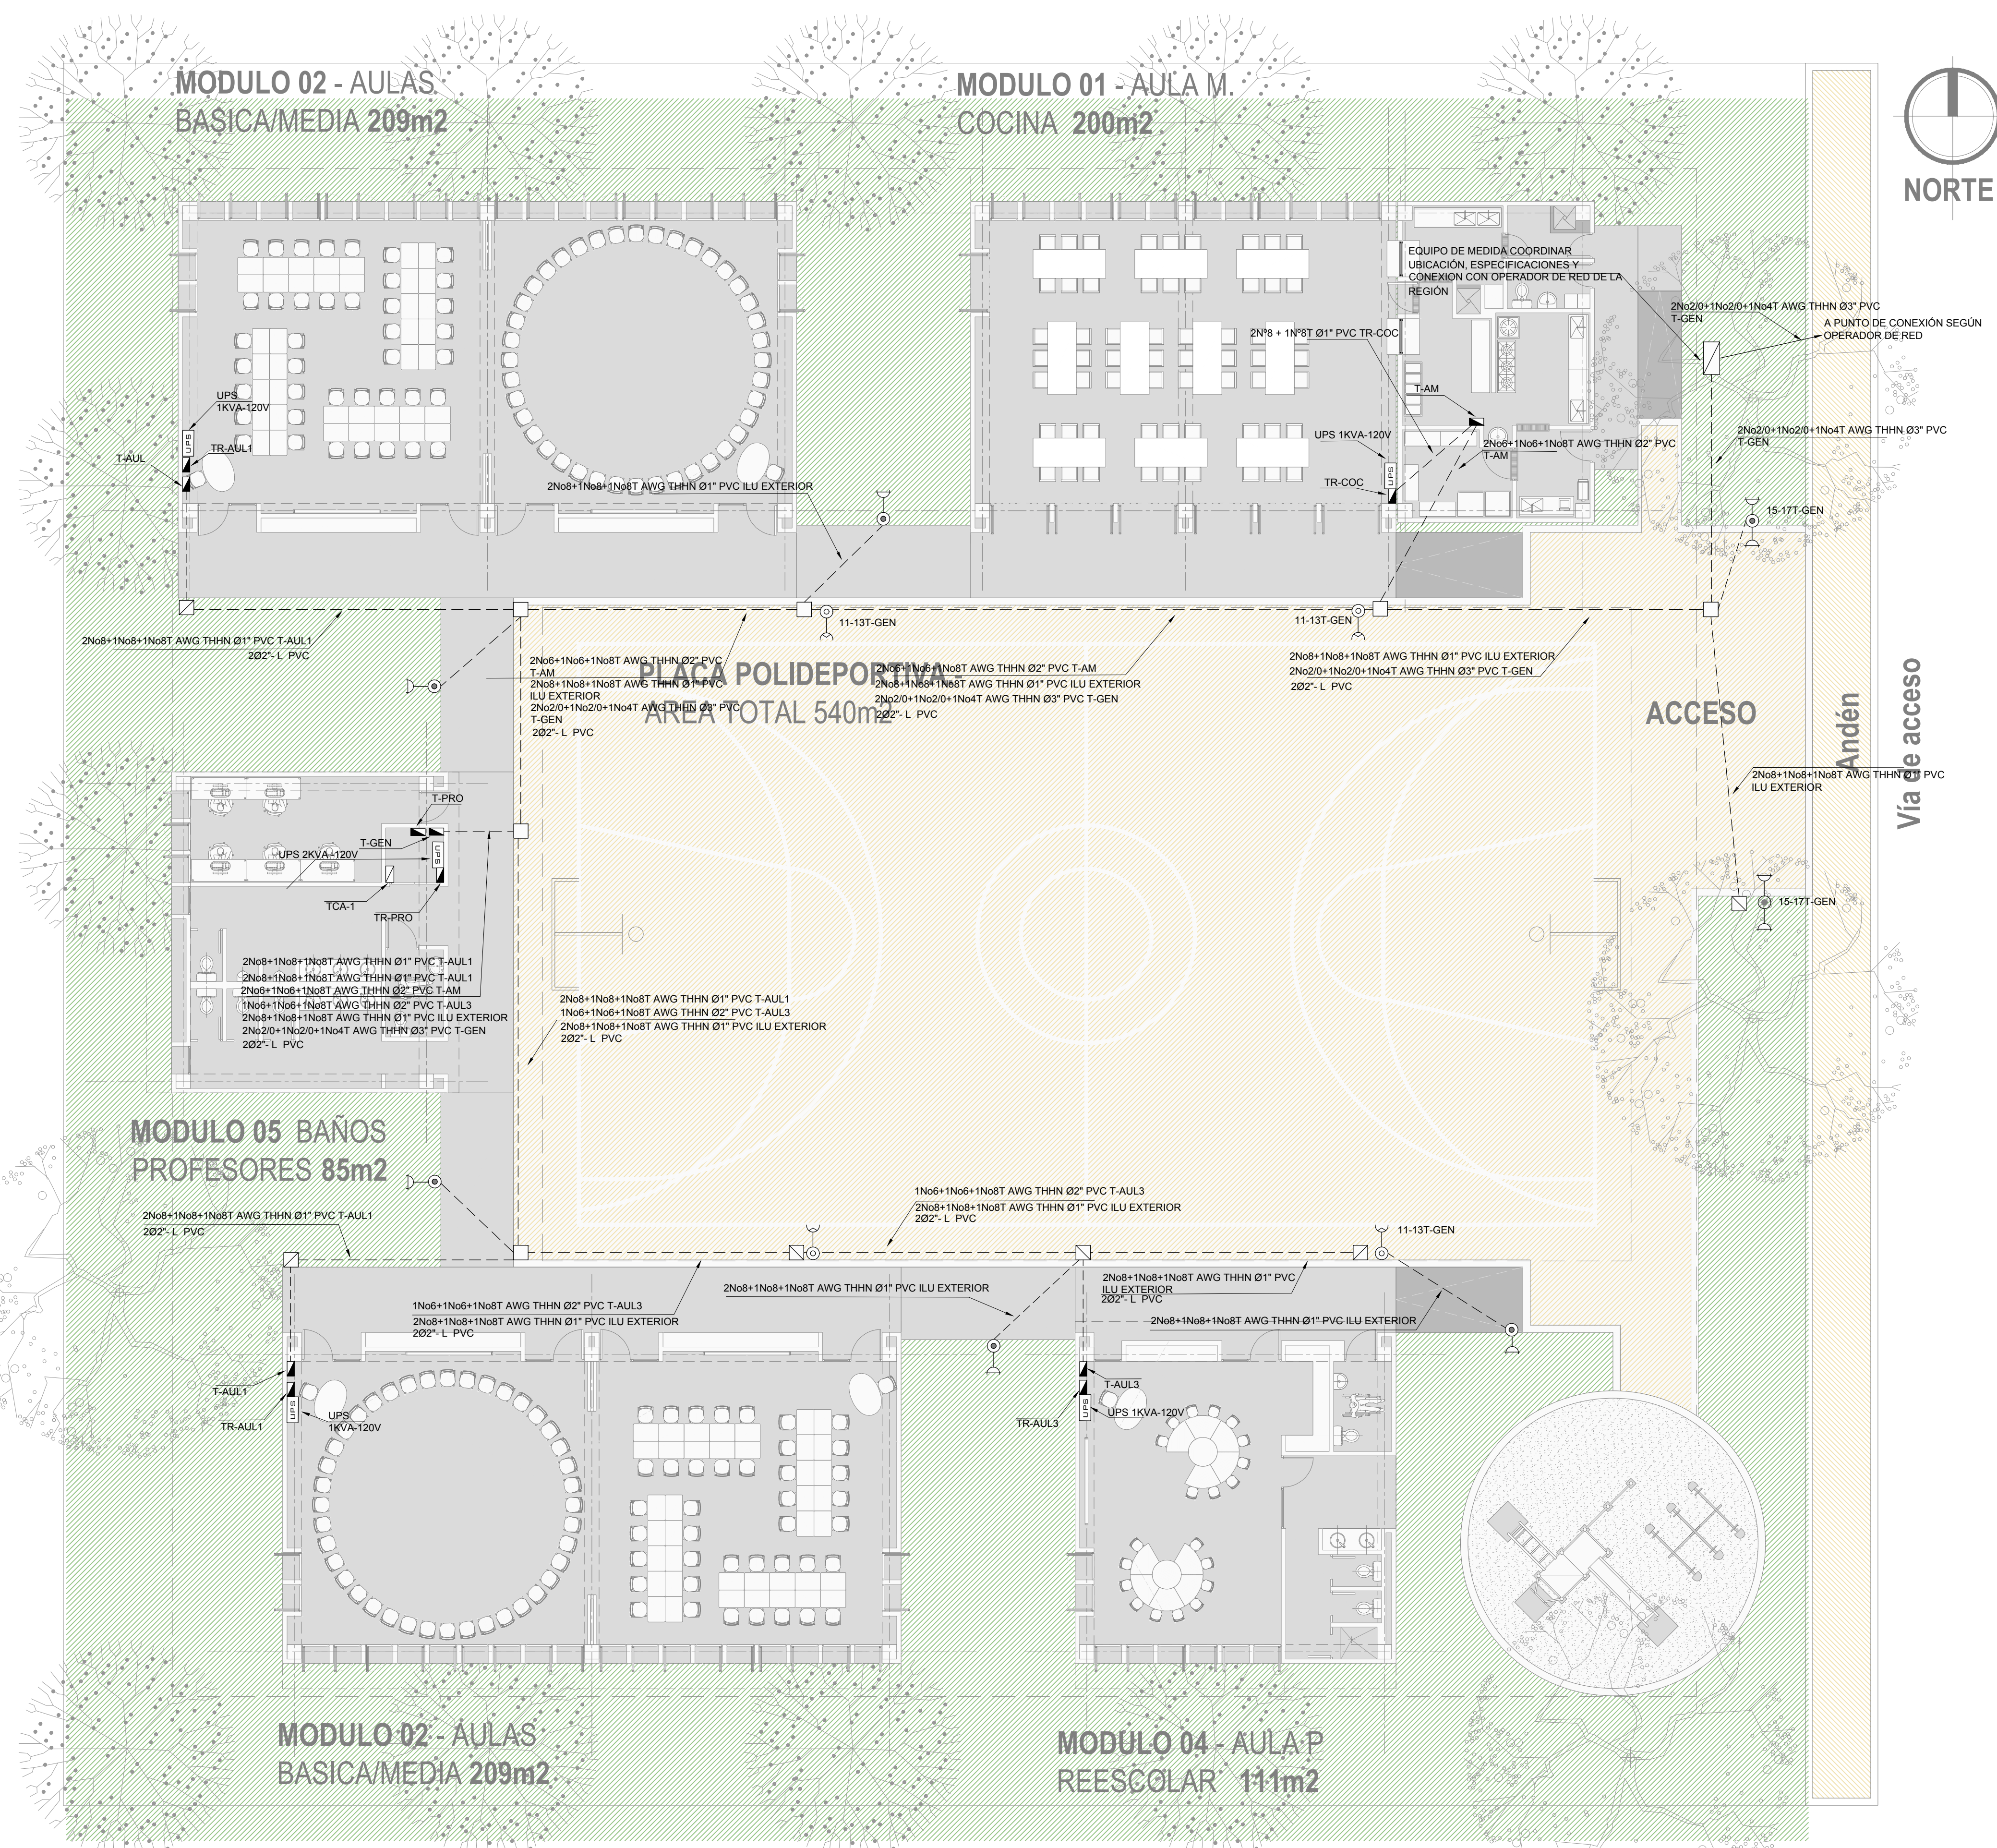 MODULO 02 - AULAS
BASICA/MEDIA 209m2
MODULO 01 - AULA M.
COCINA 200m2
NORTE
EQUIPO DE MEDIDA COORDINAR
UBICACIÓN, ESPECIFICACIONES Y
CONEXION CON OPERADOR DE RED DE LA
REGIÓN
2No2/0+1No2/0+1No4T AWG THHN Ø3" PVC
T-GEN
A PUNTO DE CONEXIÓN SEGÚN
OPERADOR DE RED
2N°8 + 1N°8T Ø1" PVC TR-COC
T-AM
UPS
1KVA-120V
UPS
TR-AUL1
T-AUL
UPS 1KVA-120V
UPS
TR-COC
2No6+1No6+1No8T AWG THHN Ø2" PVC
T-AM
2No2/0+1No2/0+1No4T AWG THHN Ø3" PVC
T-GEN
2No8+1No8+1No8T AWG THHN Ø1" PVC ILU EXTERIOR
15-17T-GEN
11-13T-GEN
11-13T-GEN
2No8+1No8+1No8T AWG THHN Ø1" PVC T-AUL1
2Ø2"- L PVC
2No6+1No6+1No8T AWG THHN Ø2" PVC
T-AM
2No8+1No8+1No8T AWG THHN Ø1" PVC
ILU EXTERIOR
2No2/0+1No2/0+1No4T AWG THHN Ø3" PVC
T-GEN
2Ø2"- L PVC
PLACA POLIDEPORTIVA -
AREA TOTAL 540m2
2No6+1No6+1No8T AWG THHN Ø2" PVC T-AM
2No8+1No8+1No8T AWG THHN Ø1" PVC ILU EXTERIOR
2No2/0+1No2/0+1No4T AWG THHN Ø3" PVC T-GEN
2Ø2"- L PVC
2No8+1No8+1No8T AWG THHN Ø1" PVC ILU EXTERIOR
2No2/0+1No2/0+1No4T AWG THHN Ø3" PVC T-GEN
2Ø2"- L PVC
ACCESO
Andén
Vía de acceso
2No8+1No8+1No8T AWG THHN Ø1" PVC
ILU EXTERIOR
T-PRO
T-GEN
UPS 2KVA -120V
UPS
TCA-1
TR-PRO
15-17T-GEN
2No8+1No8+1No8T AWG THHN Ø1" PVC T-AUL1
2No8+1No8+1No8T AWG THHN Ø1" PVC T-AUL1
2No6+1No6+1No8T AWG THHN Ø2" PVC T-AM
1No6+1No6+1No8T AWG THHN Ø2" PVC T-AUL3
2No8+1No8+1No8T AWG THHN Ø1" PVC ILU EXTERIOR
2No2/0+1No2/0+1No4T AWG THHN Ø3" PVC T-GEN
2Ø2"- L PVC
2No8+1No8+1No8T AWG THHN Ø1" PVC T-AUL1
1No6+1No6+1No8T AWG THHN Ø2" PVC T-AUL3
2No8+1No8+1No8T AWG THHN Ø1" PVC ILU EXTERIOR
2Ø2"- L PVC
MODULO 05 BAÑOS
PROFESORES 85m2
2No8+1No8+1No8T AWG THHN Ø1" PVC T-AUL1
2Ø2"- L PVC
1No6+1No6+1No8T AWG THHN Ø2" PVC T-AUL3
2No8+1No8+1No8T AWG THHN Ø1" PVC ILU EXTERIOR
2Ø2"- L PVC
11-13T-GEN
2No8+1No8+1No8T AWG THHN Ø1" PVC ILU EXTERIOR
2No8+1No8+1No8T AWG THHN Ø1" PVC
ILU EXTERIOR
2Ø2"- L PVC
1No6+1No6+1No8T AWG THHN Ø2" PVC T-AUL3
2No8+1No8+1No8T AWG THHN Ø1" PVC ILU EXTERIOR
2Ø2"- L PVC
2No8+1No8+1No8T AWG THHN Ø1" PVC ILU EXTERIOR
T-AUL1
TR-AUL1
UPS
UPS
1KVA-120V
T-AUL3
TR-AUL3
UPS
UPS 1KVA-120V
MODULO 02 - AULAS
BASICA/MEDIA 209m2
MODULO 04 - AULA P
REESCOLAR 111m2